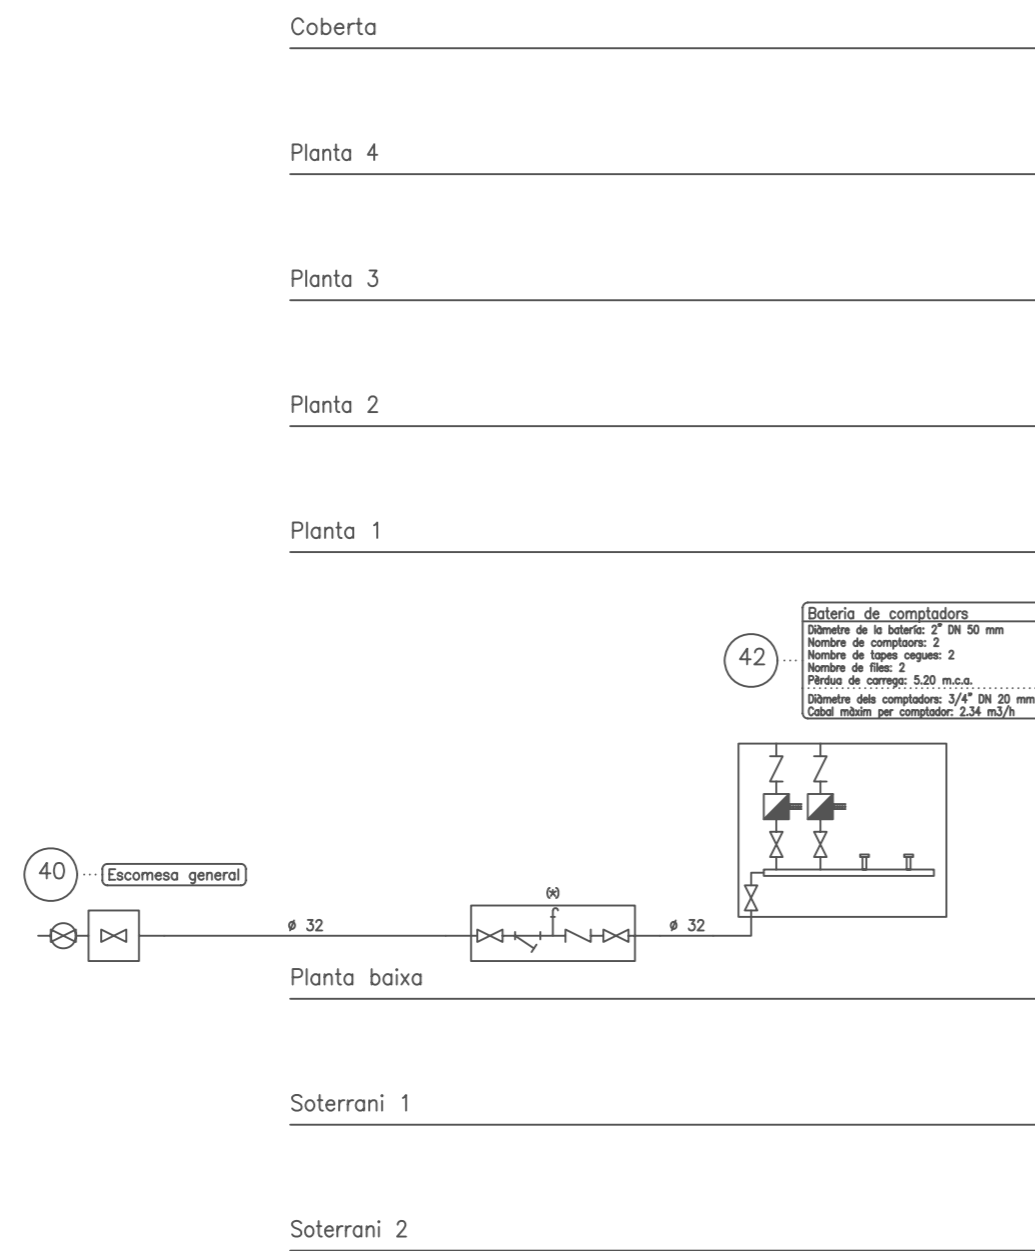 Coberta
Planta 4
Planta 3
Planta 2
Planta 1
Bateria de comptadors
Diàmetre de la bateria: 2" DN 50 mm
Nombre de comptaors: 2
Nombre de tapes cegues: 2
Nombre de files: 2
Pèrdua de carrega: 5.20 m.c.a.
Diàmetre dels comptadors: 3/4" DN 20 mm
Cabal màxim per comptador: 2.34 m3/h
42
40
Escomesa general
(*)
ø 32
ø 32
Planta baixa
Soterrani 1
Soterrani 2